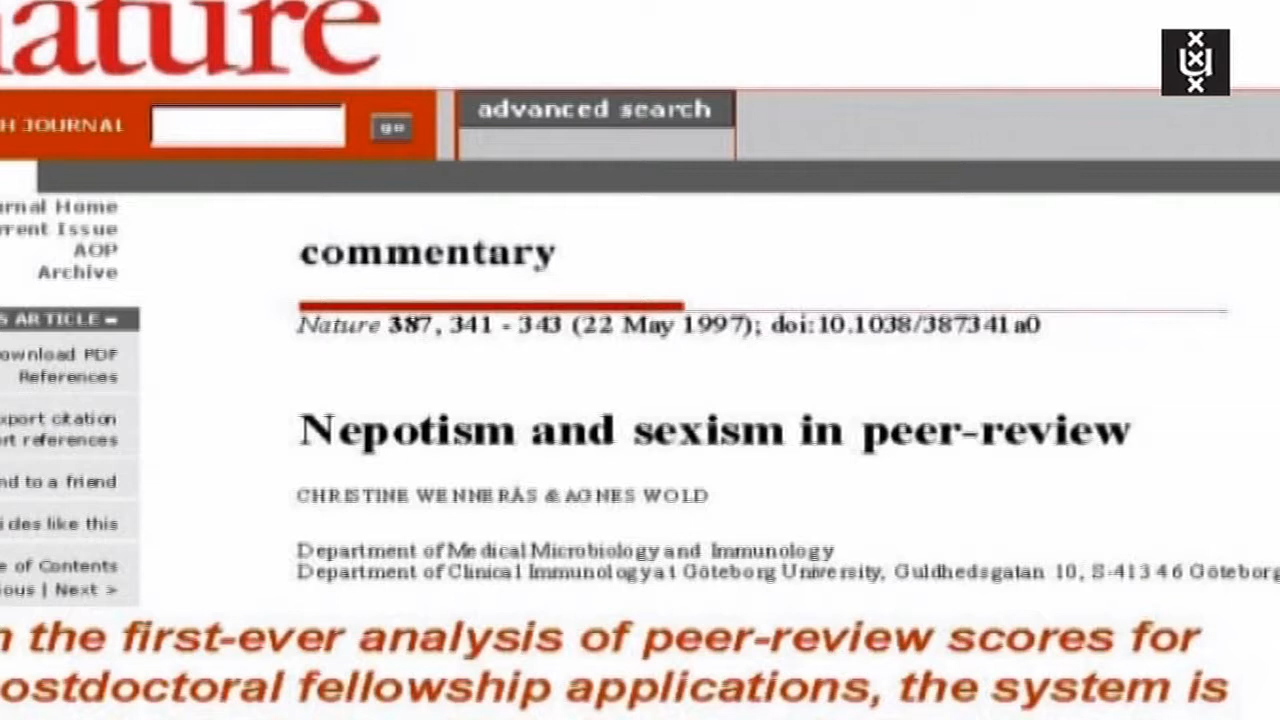 nature
H JOURNAL
go
advanced search
urnal Home
rrent Issue
AOP
Archive
S ARTICLE
ownload PDF
References
xport citation
rt references
nd to a friend
cles like this
e of Contents
ious | Next >
commentary
Nature 387, 341 - 343 (22 May 1997); doi:10.1038/387341a0
Nepotism and sexism in peer-review
CHRISTINE WENNERÅS & AGNES WOLD
Department of Medical Microbiology and Immunology
Department of Clinical Immunology at Göteborg University, Guldhedsgatan 10, S-413 46 Göteborg
n the first-ever analysis of peer-review scores for
ostdoctoral fellowship applications, the system is